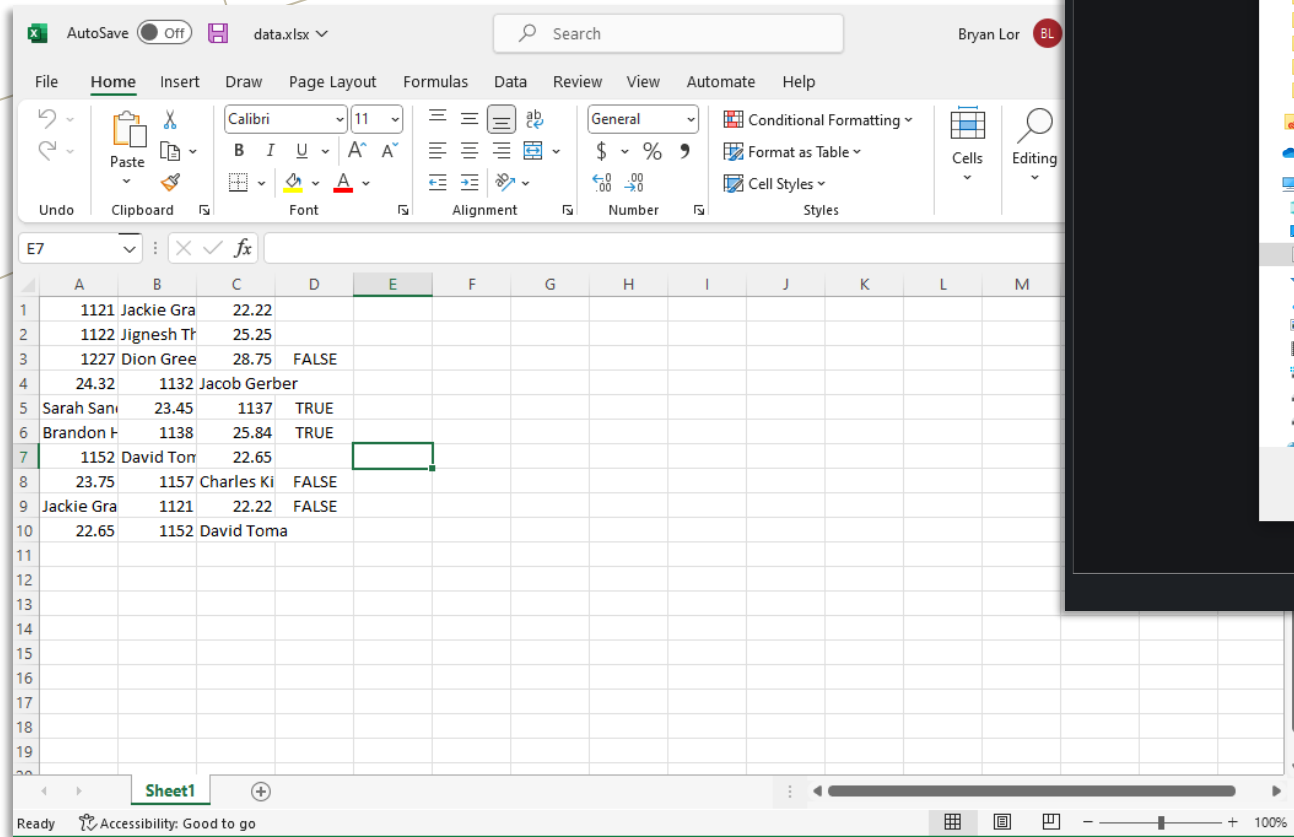 AutoSave Off data.xlsx Search Bryan Lor BL
File Home Insert Draw Page Layout Formulas Data Review View Automate Help
Calibri 11 ab General Conditional Formatting
Paste B I U A A $ % 9 Format as Table Cells Editing
A .00 .00 Cell Styles
Undo Clipboard Font Alignment Number Styles
E7 fx
A B C D E F G H I J K L M
1 1121 Jackie Gra 22.22
2 1122 Jignesh Th 25.25
3 1227 Dion Gree 28.75 FALSE
4 24.32 1132 Jacob Gerber
5 Sarah San 23.45 1137 TRUE
6 Brandon H 1138 25.84 TRUE
7 1152 David Tom 22.65
8 23.75 1157 Charles Ki FALSE
9 Jackie Gra 1121 22.22 FALSE
10 22.65 1152 David Toma
11
12
13
14
15
16
17
18
19
Sheet1
Ready Accessibility: Good to go 100%